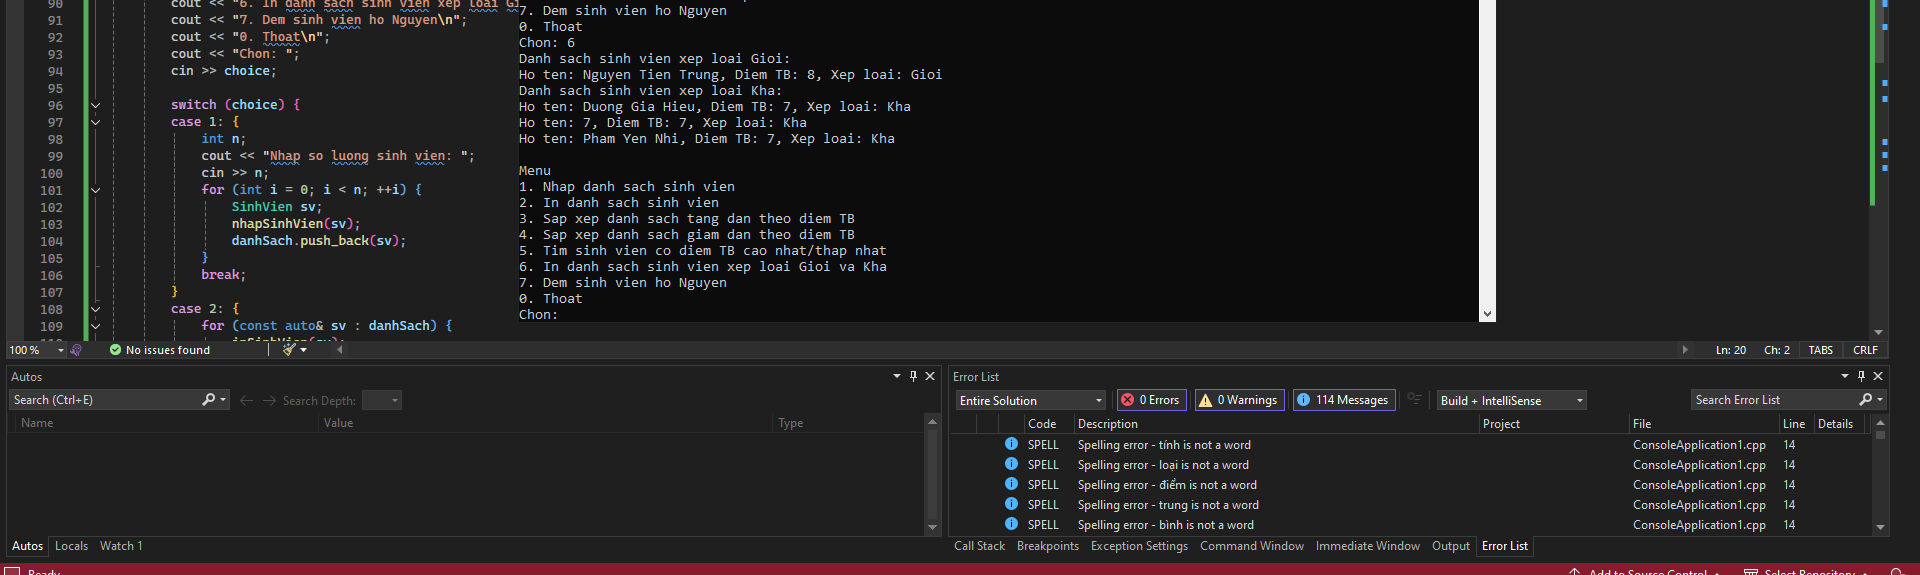 90 cout << "6. In danh sach sinh vien xep loai Gi
91 cout << "7. Dem sinh vien ho Nguyen\n";
92 cout << "0. Thoat\n";
93 cout << "Chon: ";
94 cin >> choice;
95
96 switch (choice) {
97 case 1: {
98 int n;
99 cout << "Nhap so luong sinh vien: ";
100 cin >> n;
101 for (int i = 0; i < n; ++i) {
102 SinhVien sv;
103 nhapSinhVien(sv);
104 danhSach.push_back(sv);
105 }
106 break;
107 }
108 case 2: {
109 for (const auto& sv : danhSach) {
inSinhVien(sv);
7. Dem sinh vien ho Nguyen
0. Thoat
Chon: 6
Danh sach sinh vien xep loai Gioi:
Ho ten: Nguyen Tien Trung, Diem TB: 8, Xep loai: Gioi
Danh sach sinh vien xep loai Kha:
Ho ten: Duong Gia Hieu, Diem TB: 7, Xep loai: Kha
Ho ten: 7, Diem TB: 7, Xep loai: Kha
Ho ten: Pham Yen Nhi, Diem TB: 7, Xep loai: Kha
Menu
1. Nhap danh sach sinh vien
2. In danh sach sinh vien
3. Sap xep danh sach tang dan theo diem TB
4. Sap xep danh sach giam dan theo diem TB
5. Tim sinh vien co diem TB cao nhat/thap nhat
6. In danh sach sinh vien xep loai Gioi va Kha
7. Dem sinh vien ho Nguyen
0. Thoat
Chon:
100 % No issues found Ln: 20 Ch: 2 TABS CRLF
Autos
Search (Ctrl+E) Search Depth:
Name Value Type
Autos Locals Watch 1
Error List
Entire Solution 0 Errors 0 Warnings 114 Messages Build + IntelliSense Search Error List
Code Description Project File Line Details
SPELL Spelling error - tính is not a word ConsoleApplication1.cpp 14
SPELL Spelling error - loại is not a word ConsoleApplication1.cpp 14
SPELL Spelling error - điểm is not a word ConsoleApplication1.cpp 14
SPELL Spelling error - trung is not a word ConsoleApplication1.cpp 14
SPELL Spelling error - bình is not a word ConsoleApplication1.cpp 14
Call Stack Breakpoints Exception Settings Command Window Immediate Window Output Error List
Ready Add to Source Control Select Repository